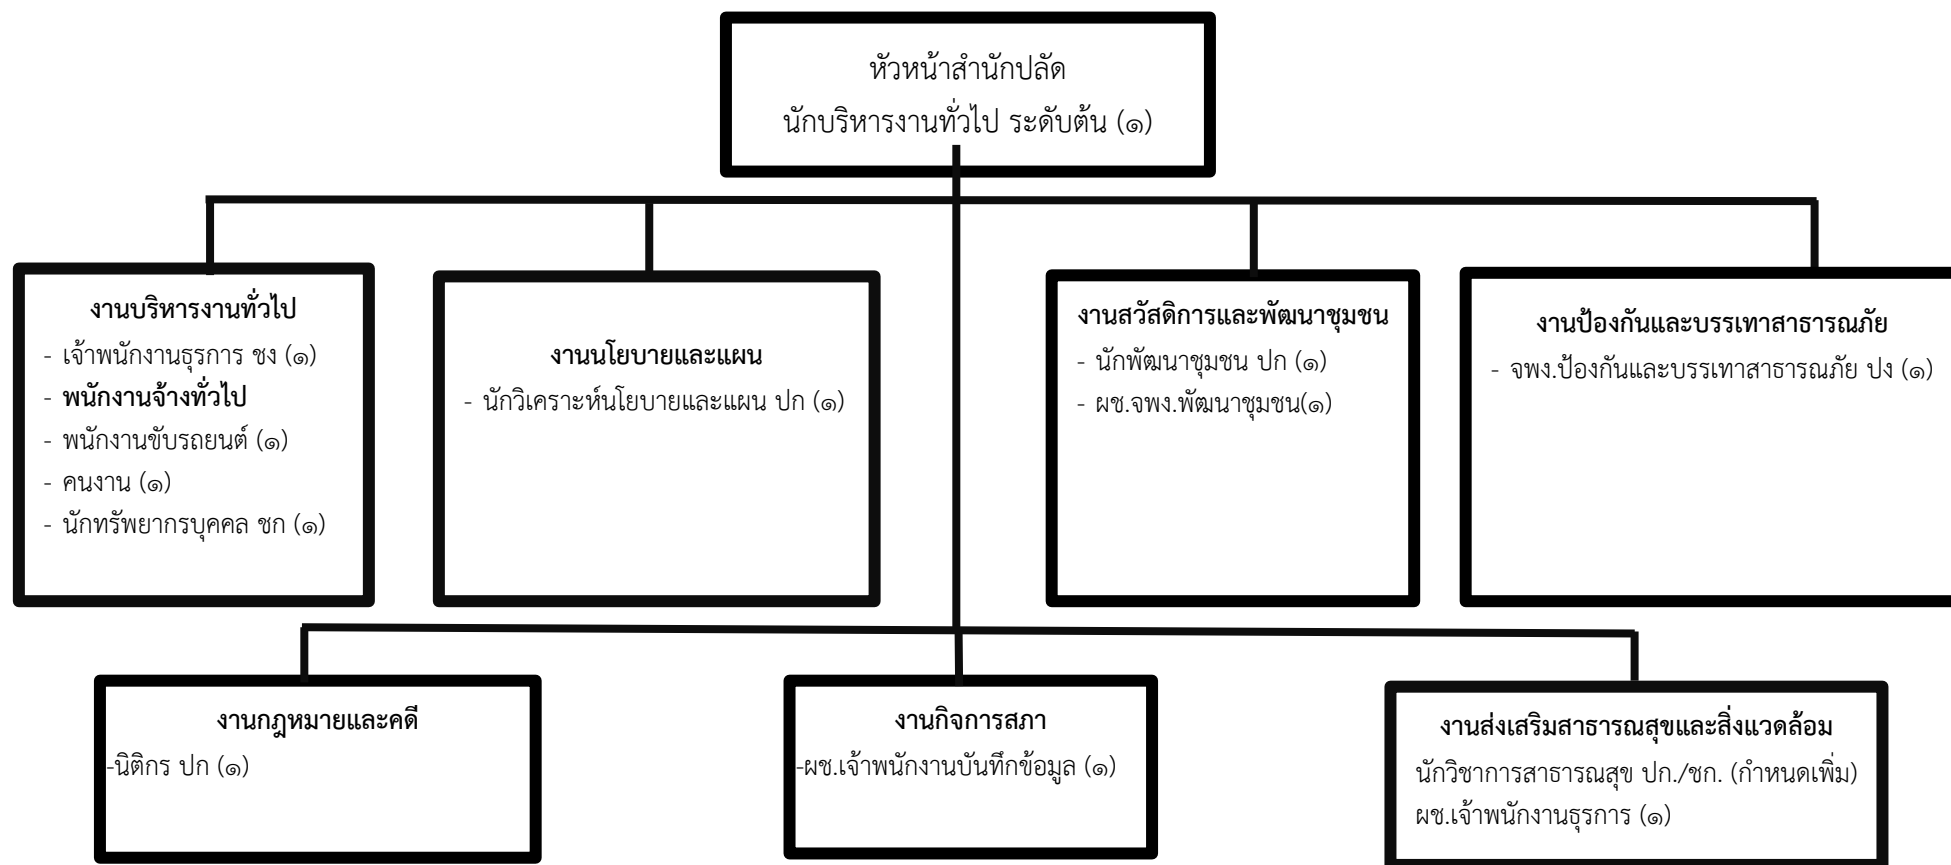 หัวหน้าสำนักปลัด
นักบริหารงานทั่วไป ระดับต้น (๑)
งานบริหารงานทั่วไป
- เจ้าพนักงานธุรการ ชง (๑)
- พนักงานจ้างทั่วไป
- พนักงานขับรถยนต์ (๑)
- คนงาน (๑)
- นักทรัพยากรบุคคล ชก (๑)
งานนโยบายและแผน
- นักวิเคราะห์นโยบายและแผน ปก (๑)
งานสวัสดิการและพัฒนาชุมชน
- นักพัฒนาชุมชน ปก (๑)
- ผช.จพง.พัฒนาชุมชน(๑)
งานป้องกันและบรรเทาสาธารณภัย
- จพง.ป้องกันและบรรเทาสาธารณภัย ปง (๑)
งานกฎหมายและคดี
-นิติกร ปก (๑)
งานกิจการสภา
-ผช.เจ้าพนักงานบันทึกข้อมูล (๑)
งานส่งเสริมสาธารณสุขและสิ่งแวดล้อม
นักวิชาการสาธารณสุข ปก./ชก. (กำหนดเพิ่ม)
ผช.เจ้าพนักงานธุรการ (๑)